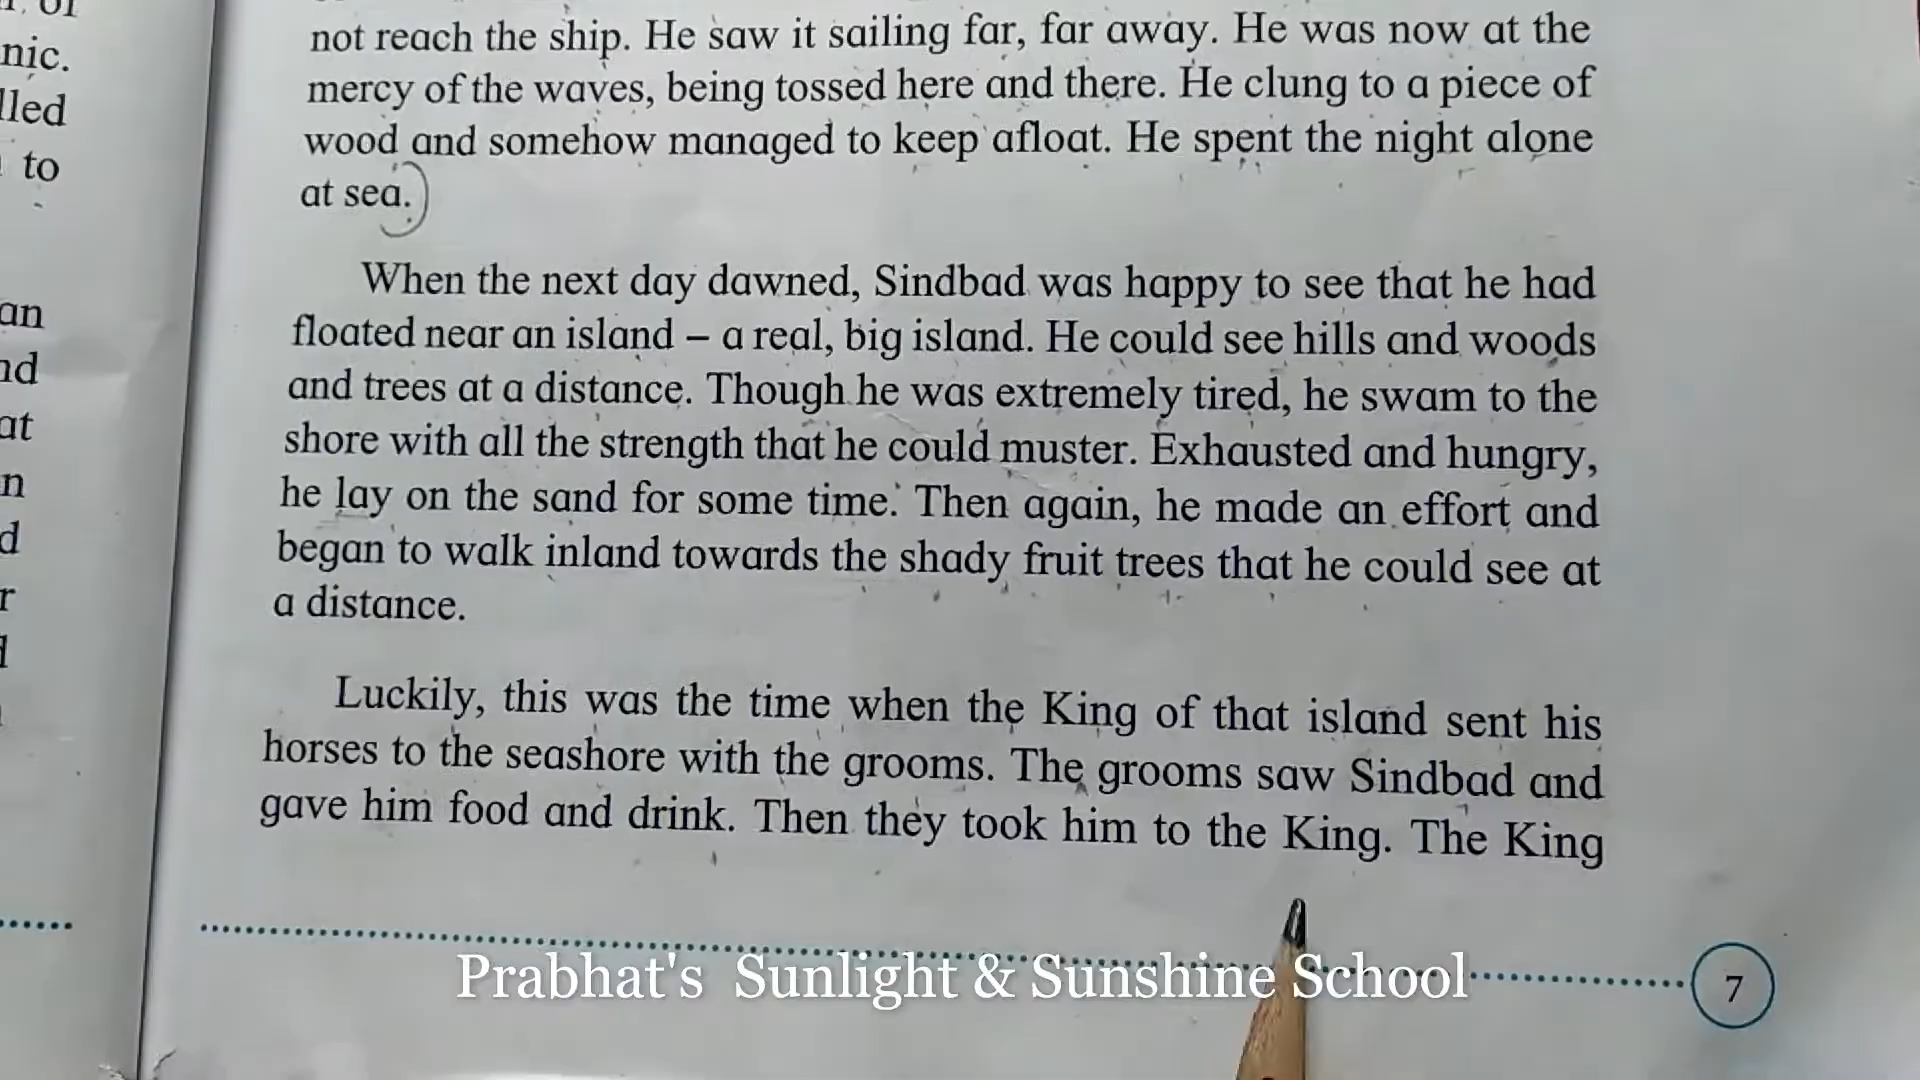 nic.
lled
to
an
nd
at
n
d
r
not reach the ship. He saw it sailing far, far away. He was now at the
mercy of the waves, being tossed here and there. He clung to a piece of
wood and somehow managed to keep afloat. He spent the night alone
at sea.
When the next day dawned, Sindbad was happy to see that he had
floated near an island – a real, big island. He could see hills and woods
and trees at a distance. Though he was extremely tired, he swam to the
shore with all the strength that he could muster. Exhausted and hungry,
he lay on the sand for some time. Then again, he made an effort and
began to walk inland towards the shady fruit trees that he could see at
a distance.
Luckily, this was the time when the King of that island sent his
horses to the seashore with the grooms. The grooms saw Sindbad and
gave him food and drink. Then they took him to the King. The King
Prabhat's Sunlight & Sunshine School
7